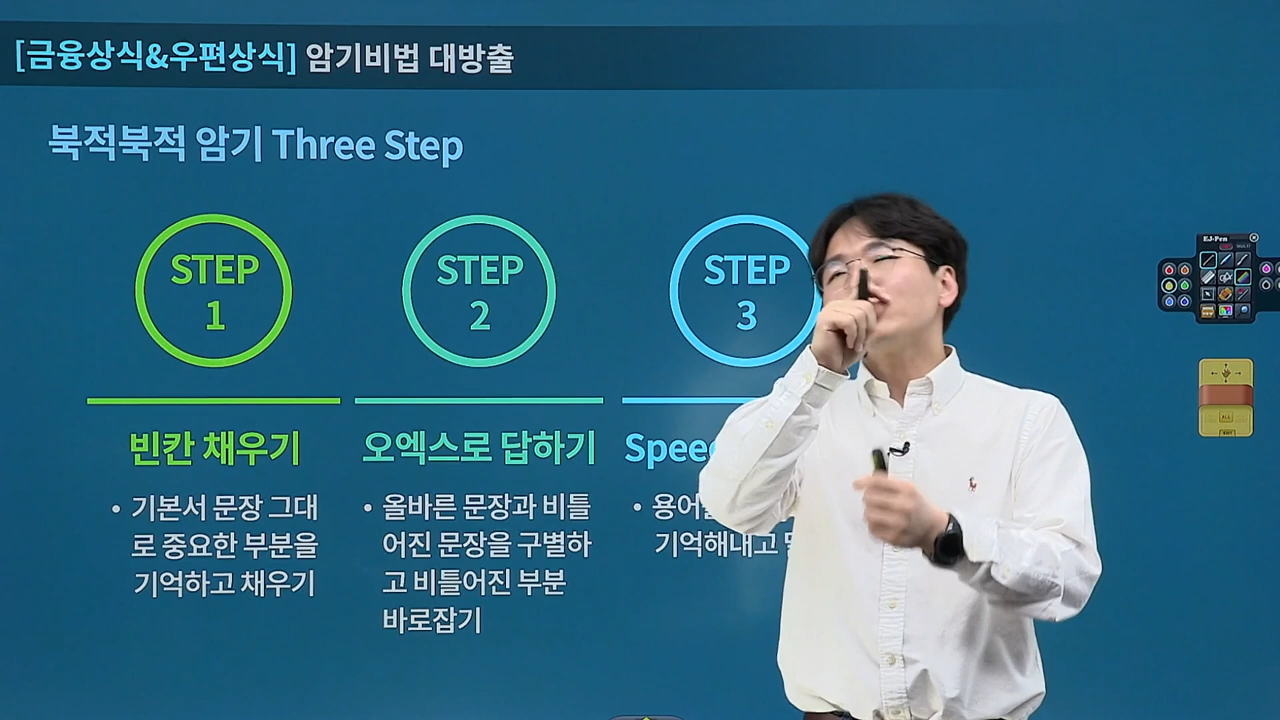 [금융상식&우편상식] 암기비법 대방출
북적북적 암기 Three Step
STEP
1
STEP
2
STEP
3
빈칸 채우기
오엑스로 답하기
• 기본서 문장 그대
로 중요한 부분을
기억하고 채우기
• 올바른 문장과 비틀
어진 문장을 구별하
고 비틀어진 부분
바로잡기
기억해내고
EJ-Pen
ALL
EXIT